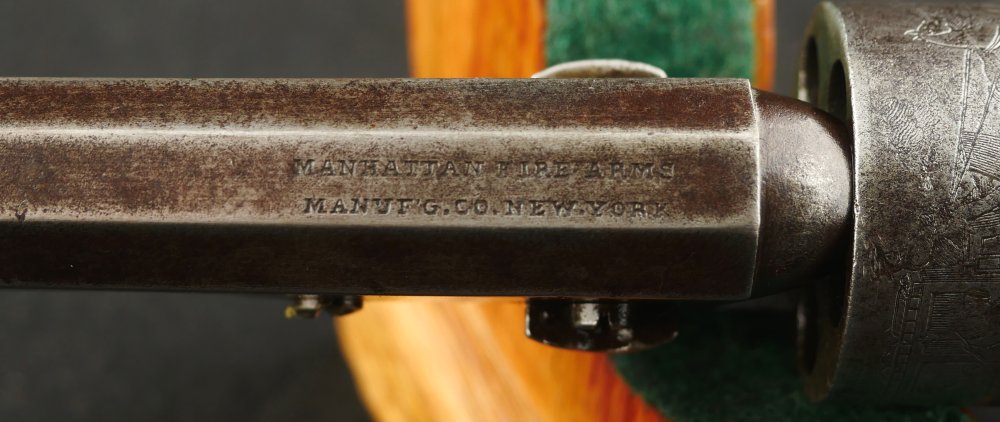 MANHATTAN FIRE ARMS
MANUF'G. CO. NEW-YORK